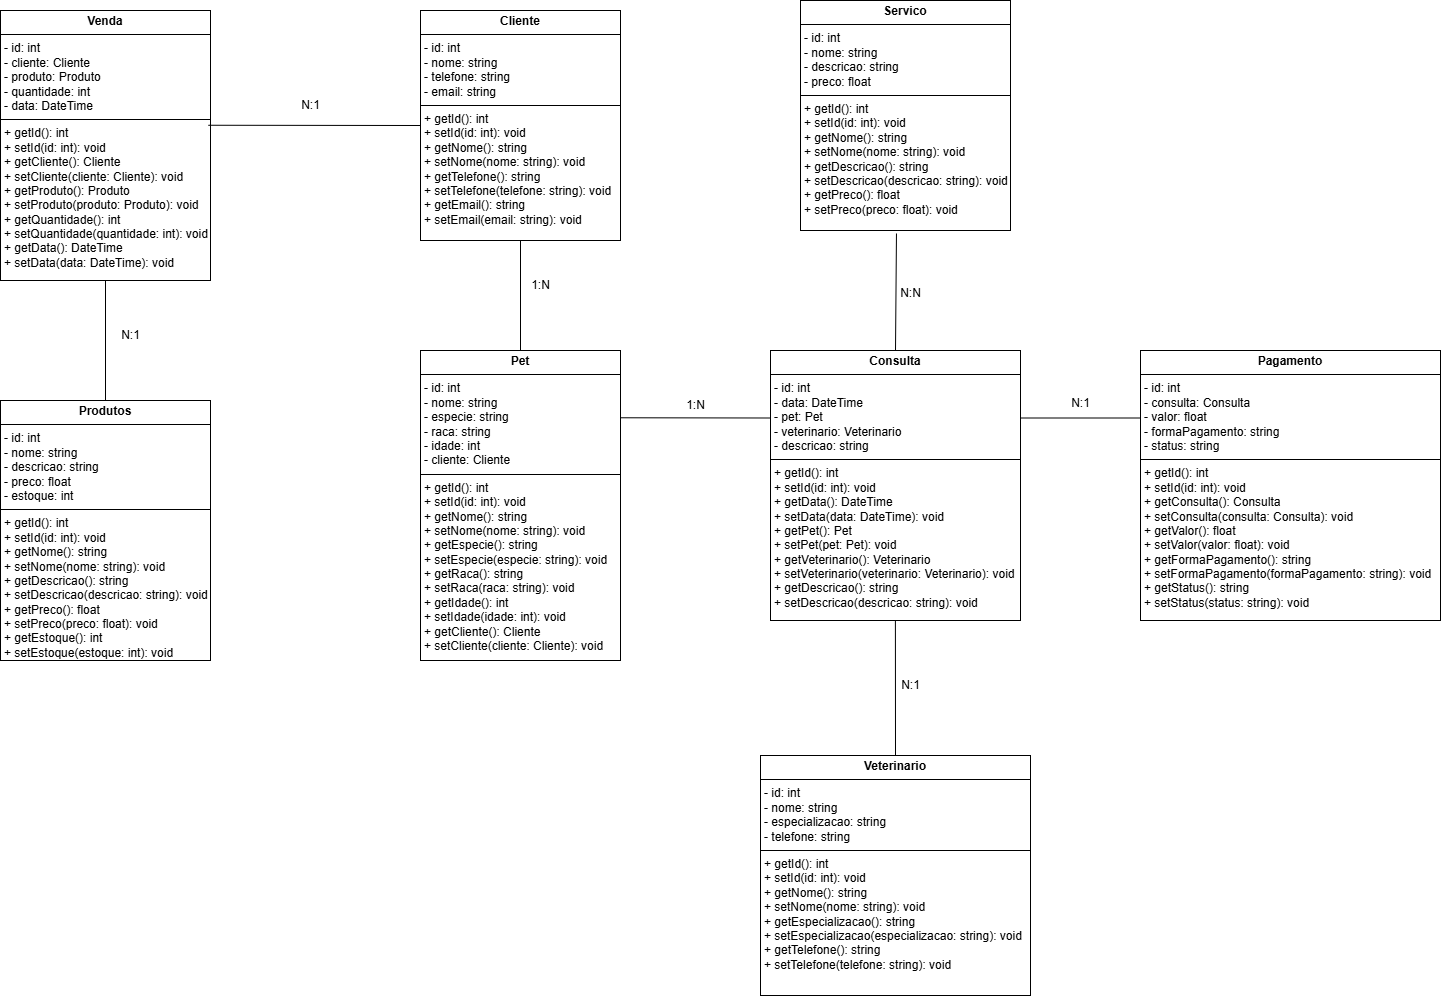 Venda
- id: int
- cliente: Cliente
- produto: Produto
- quantidade: int
- data: DateTime
+ getId(): int
+ setId(id: int): void
+ getCliente(): Cliente
+ setCliente(cliente: Cliente): void
+ getProduto(): Produto
+ setProduto(produto: Produto): void
+ getQuantidade(): int
+ setQuantidade(quantidade: int): void
+ getData(): DateTime
+ setData(data: DateTime): void
N:1
Cliente
- id: int
- nome: string
- telefone: string
- email: string
+ getId(): int
+ setId(id: int): void
+ getNome(): string
+ setNome(nome: string): void
+ getTelefone(): string
+ setTelefone(telefone: string): void
+ getEmail(): string
+ setEmail(email: string): void
Servico
- id: int
- nome: string
- descricao: string
- preco: float
+ getId(): int
+ setId(id: int): void
+ getNome(): string
+ setNome(nome: string): void
+ getDescricao(): string
+ setDescricao(descricao: string): void
+ getPreco(): float
+ setPreco(preco: float): void
N:1
1:N
N:N
Produtos
- id: int
- nome: string
- descricao: string
- preco: float
- estoque: int
+ getId(): int
+ setId(id: int): void
+ getNome(): string
+ setNome(nome: string): void
+ getDescricao(): string
+ setDescricao(descricao: string): void
+ getPreco(): float
+ setPreco(preco: float): void
+ getEstoque(): int
+ setEstoque(estoque: int): void
Pet
- id: int
- nome: string
- especie: string
- raca: string
- idade: int
- cliente: Cliente
+ getId(): int
+ setId(id: int): void
+ getNome(): string
+ setNome(nome: string): void
+ getEspecie(): string
+ setEspecie(especie: string): void
+ getRaca(): string
+ setRaca(raca: string): void
+ getIdade(): int
+ setIdade(idade: int): void
+ getCliente(): Cliente
+ setCliente(cliente: Cliente): void
1:N
Consulta
- id: int
- data: DateTime
- pet: Pet
- veterinario: Veterinario
- descricao: string
+ getId(): int
+ setId(id: int): void
+ getData(): DateTime
+ setData(data: DateTime): void
+ getPet(): Pet
+ setPet(pet: Pet): void
+ getVeterinario(): Veterinario
+ setVeterinario(veterinario: Veterinario): void
+ getDescricao(): string
+ setDescricao(descricao: string): void
N:1
Pagamento
- id: int
- consulta: Consulta
- valor: float
- formaPagamento: string
- status: string
+ getId(): int
+ setId(id: int): void
+ getConsulta(): Consulta
+ setConsulta(consulta: Consulta): void
+ getValor(): float
+ setValor(valor: float): void
+ getFormaPagamento(): string
+ setFormaPagamento(formaPagamento: string): void
+ getStatus(): string
+ setStatus(status: string): void
N:1
Veterinario
- id: int
- nome: string
- especializacao: string
- telefone: string
+ getId(): int
+ setId(id: int): void
+ getNome(): string
+ setNome(nome: string): void
+ getEspecializacao(): string
+ setEspecializacao(especializacao: string): void
+ getTelefone(): string
+ setTelefone(telefone: string): void